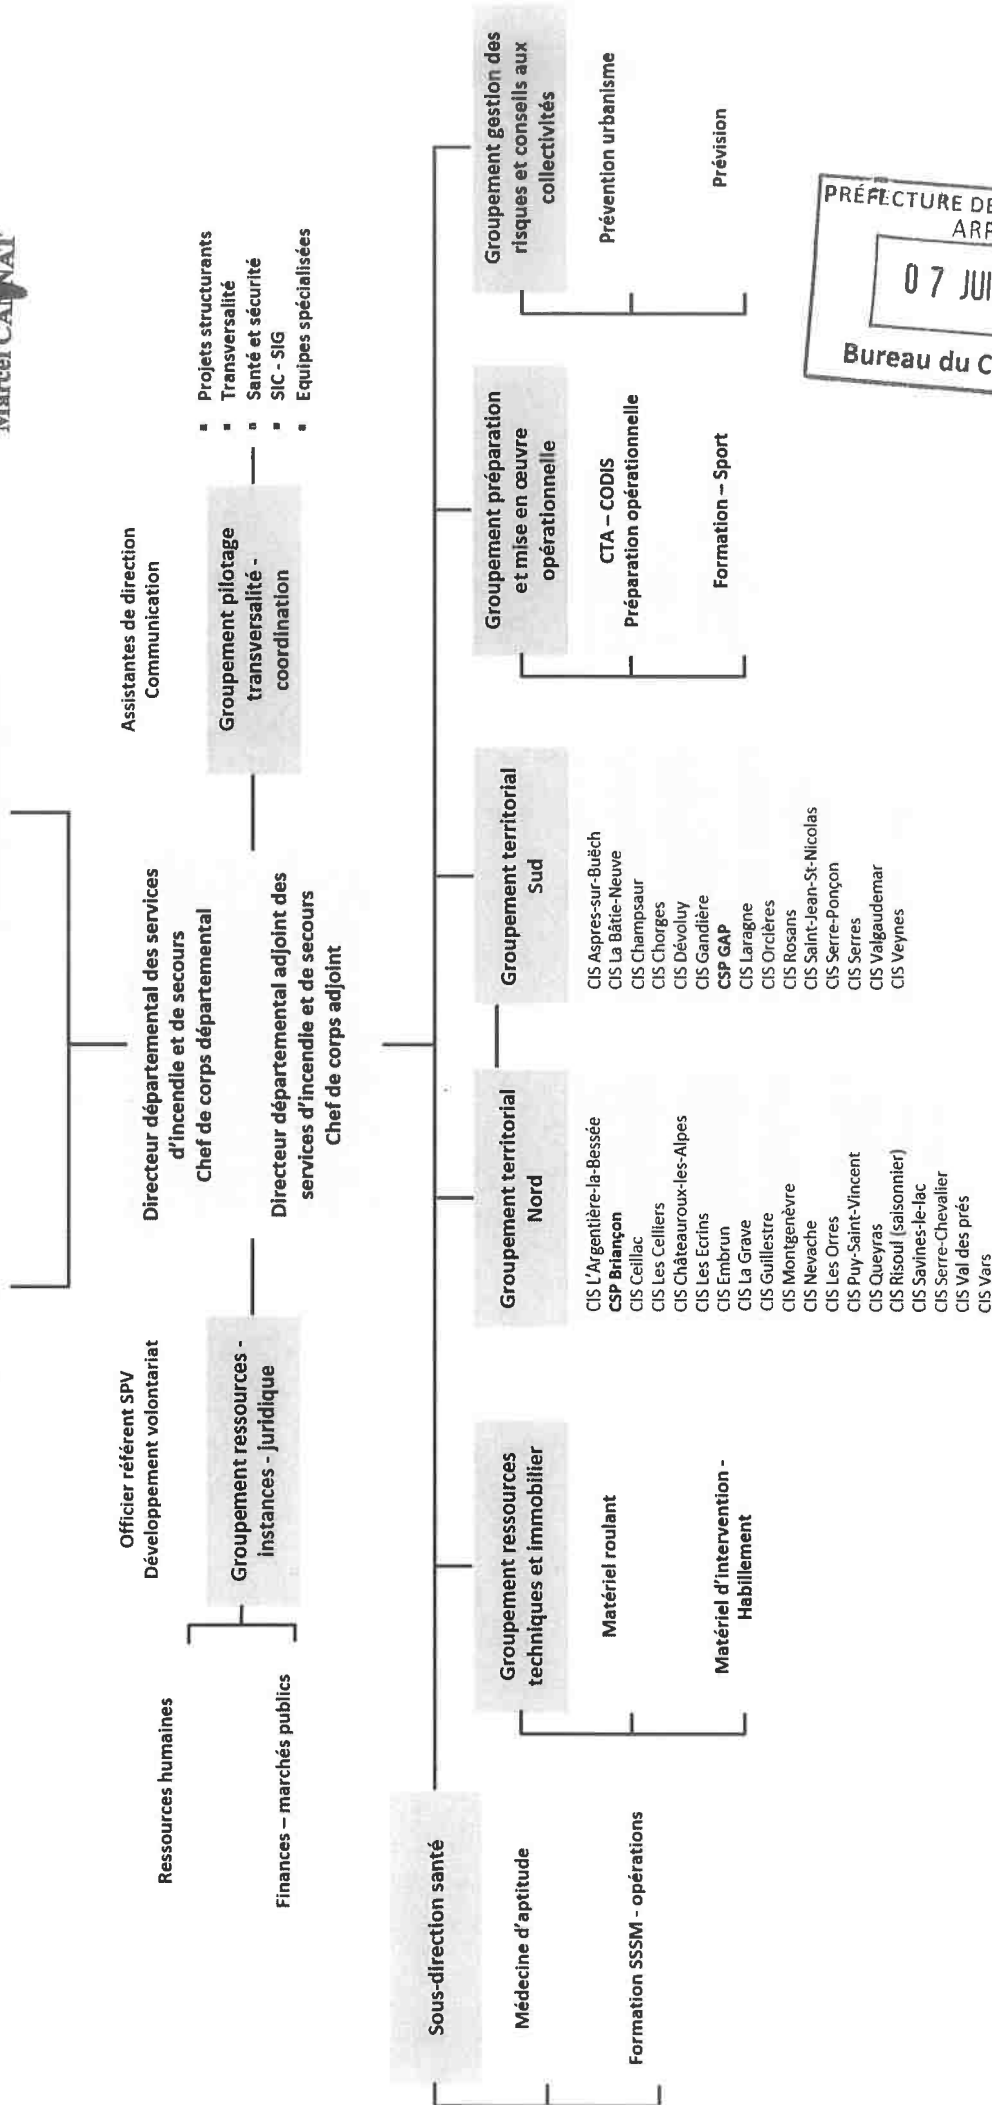 Marcel
Officier référent SPV
Développement volontariat
Directeur départemental des services
d'incendie et de secours
Chef de corps départemental
Assistantes de direction
Communication
Ressources humaines
Finances – marchés publics
Groupement ressources -
instances - juridique
Directeur départemental adjoint des
services d'incendie et de secours
Chef de corps adjoint
Groupement pilotage
transversalité -
coordination
▪ Projets structurants
▪ Transversalité
▪ Santé et sécurité
▪ SIC - SIG
▪ Equipes spécialisées
Sous-direction santé
Médecine d'aptitude
Formation SSSM - opérations
Groupement ressources
techniques et immobilier
Matériel roulant
Matériel d'intervention -
Habillement
Groupement territorial
Nord
CIS L'Argentière-la-Bessée
CSP Briançon
CIS Ceillac
CIS Les Celliers
CIS Châteauroux-les-Alpes
CIS Les Ecrins
CIS Embrun
CIS La Grave
CIS Guillestre
CIS Montgenèvre
CIS Nevache
CIS Les Orres
CIS Puy-Saint-Vincent
CIS Queyras
CIS Risoul (saisonnier)
CIS Savines-le-lac
CIS Serre-Chevalier
CIS Val des prés
CIS Vars
Groupement territorial
Sud
CIS Aspres-sur-Buëch
CIS La Bâtie-Neuve
CIS Champsaur
CIS Chorges
CIS Dévoluy
CIS Gandière
CSP GAP
CIS Laragne
CIS Orcières
CIS Rosans
CIS Saint-Jean-St-Nicolas
CIS Serre-Ponçon
CIS Serres
CIS Valgaudemar
CIS Veynes
Groupement préparation
et mise en œuvre
opérationnelle
CTA – CODIS
Préparation opérationnelle
Formation – Sport
Groupement gestion des
risques et conseils aux
collectivités
Prévention urbanisme
Prévision
PRÉFECTURE DE
ARR
07 JUI
Bureau du C